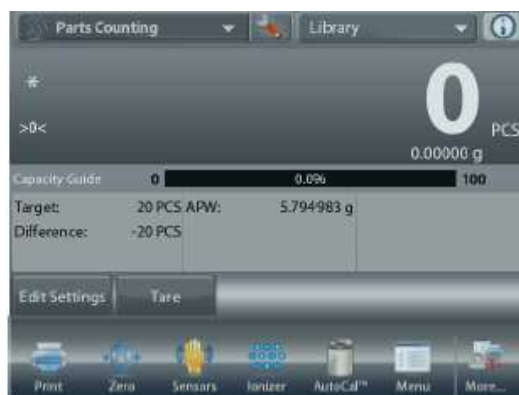 Parts Counting Library
*
>0<
0
PCS
0.00000 g
Capacity Guide 0 0.0% 100
Target: 20 PCS APW: 5.794983 g
Difference: -20 PCS
Edit Settings Tare
Print Zero Sensors Ionizer AutoCal™ Menu More...